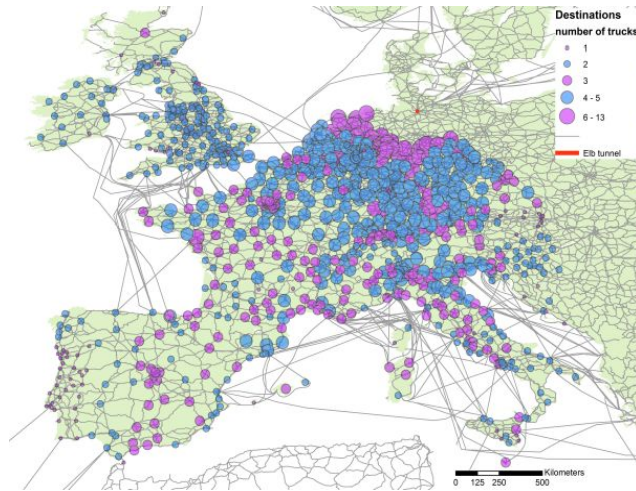 Destinations
number of trucks
1
2
3
4 - 5
6 - 13
Elb tunnel
Kilometers
0 125 250 500